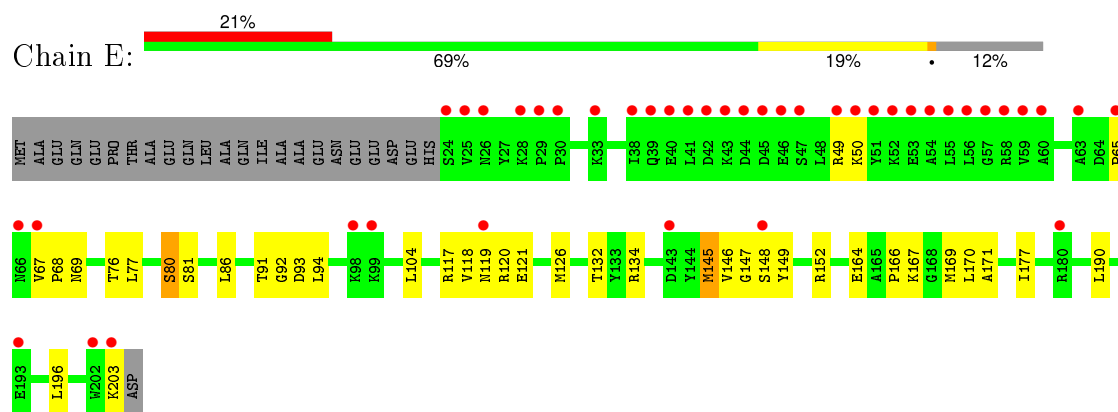 Chain E:
21%
69% 19% • 12%
MET ALA GLU GLN GLU PRO THR ALA GLU GLN LEU ALA GLN ILE ALA ALA GLU ASN GLU GLU ASP GLU HIS S24 V25 N26 Y27 K28 P29 P30 K33 I38 Q39 E40 L41 D42 K43 D44 D45 E46 S47 L48 R49 K50 Y51 K52 E53 A54 L55 L56 G57 R58 V59 A60 A63 D64
N66 V67 P68 N69 T76 L77 S80 S81 L86 T91 G92 D93 L94 K98 K99 L104 R117 V118 N119 R120 E121 M126 T132 Y133 R134 D143 Y144 M145 V146 G147 S148 Y149 R152 E164 A165 P166 K167 G168 M169 L170 A171 I177 R180 L190
E193 L196 W202 K203 ASP